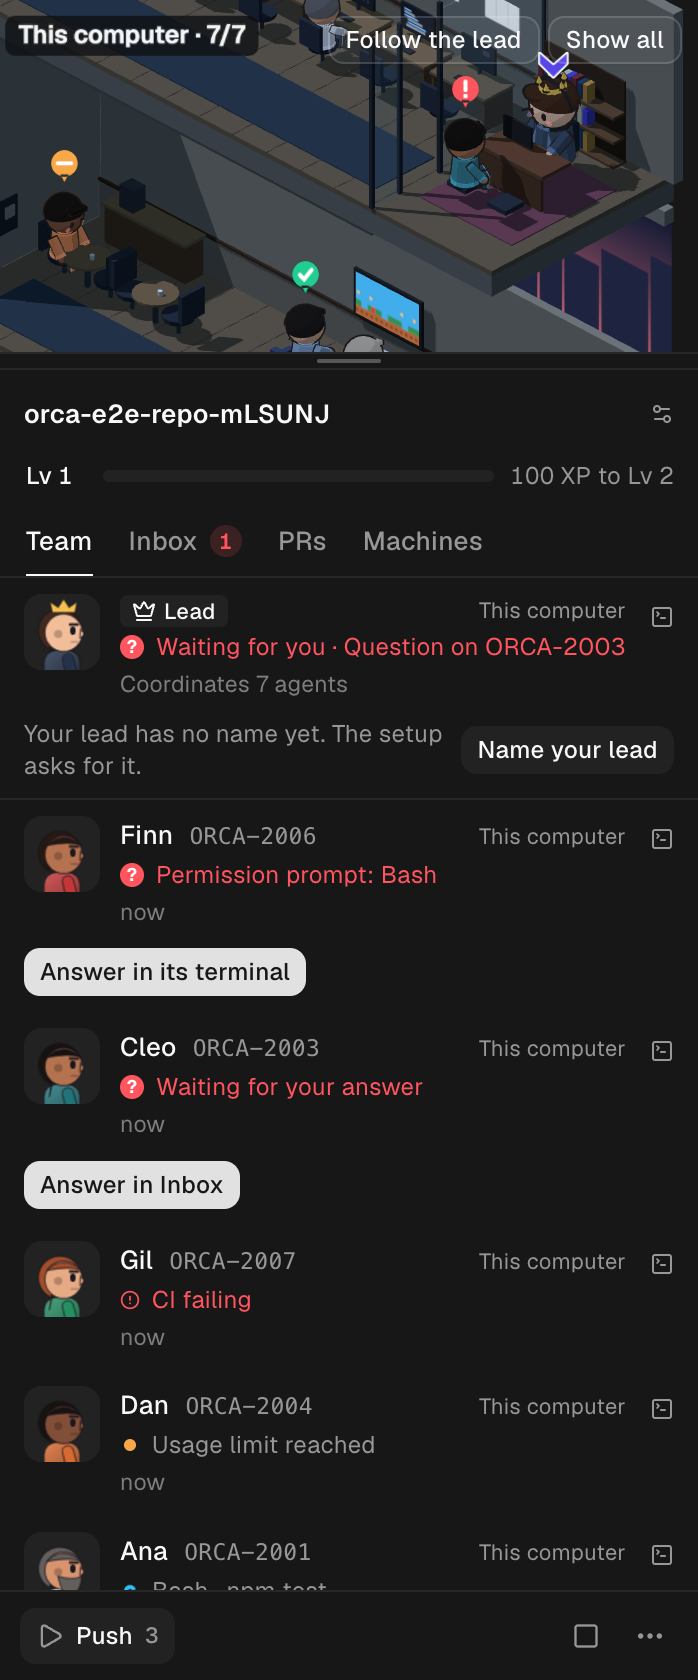 This computer · 7/7
Follow the lead
Show all
orca-e2e-repo-mLSUNJ
Lv 1
100 XP to Lv 2
Team
Inbox 1
PRs
Machines
Lead
This computer
Waiting for you · Question on ORCA-2003
Coordinates 7 agents
Your lead has no name yet. The setup
asks for it.
Name your lead
Finn ORCA-2006
This computer
Permission prompt: Bash
now
Answer in its terminal
Cleo ORCA-2003
This computer
Waiting for your answer
now
Answer in Inbox
Gil ORCA-2007
This computer
CI failing
now
Dan ORCA-2004
This computer
Usage limit reached
now
Ana ORCA-2001
This computer
Bash · npm test
Push 3